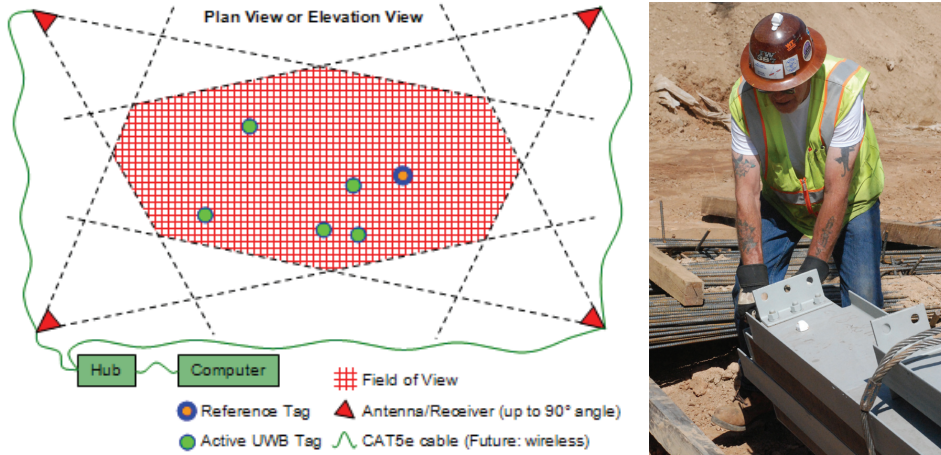 Plan View or Elevation View
Hub
Computer
Field of View
Reference Tag
Antenna/Receiver (up to 90° angle)
Active UWB Tag
CAT5e cable (Future: wireless)